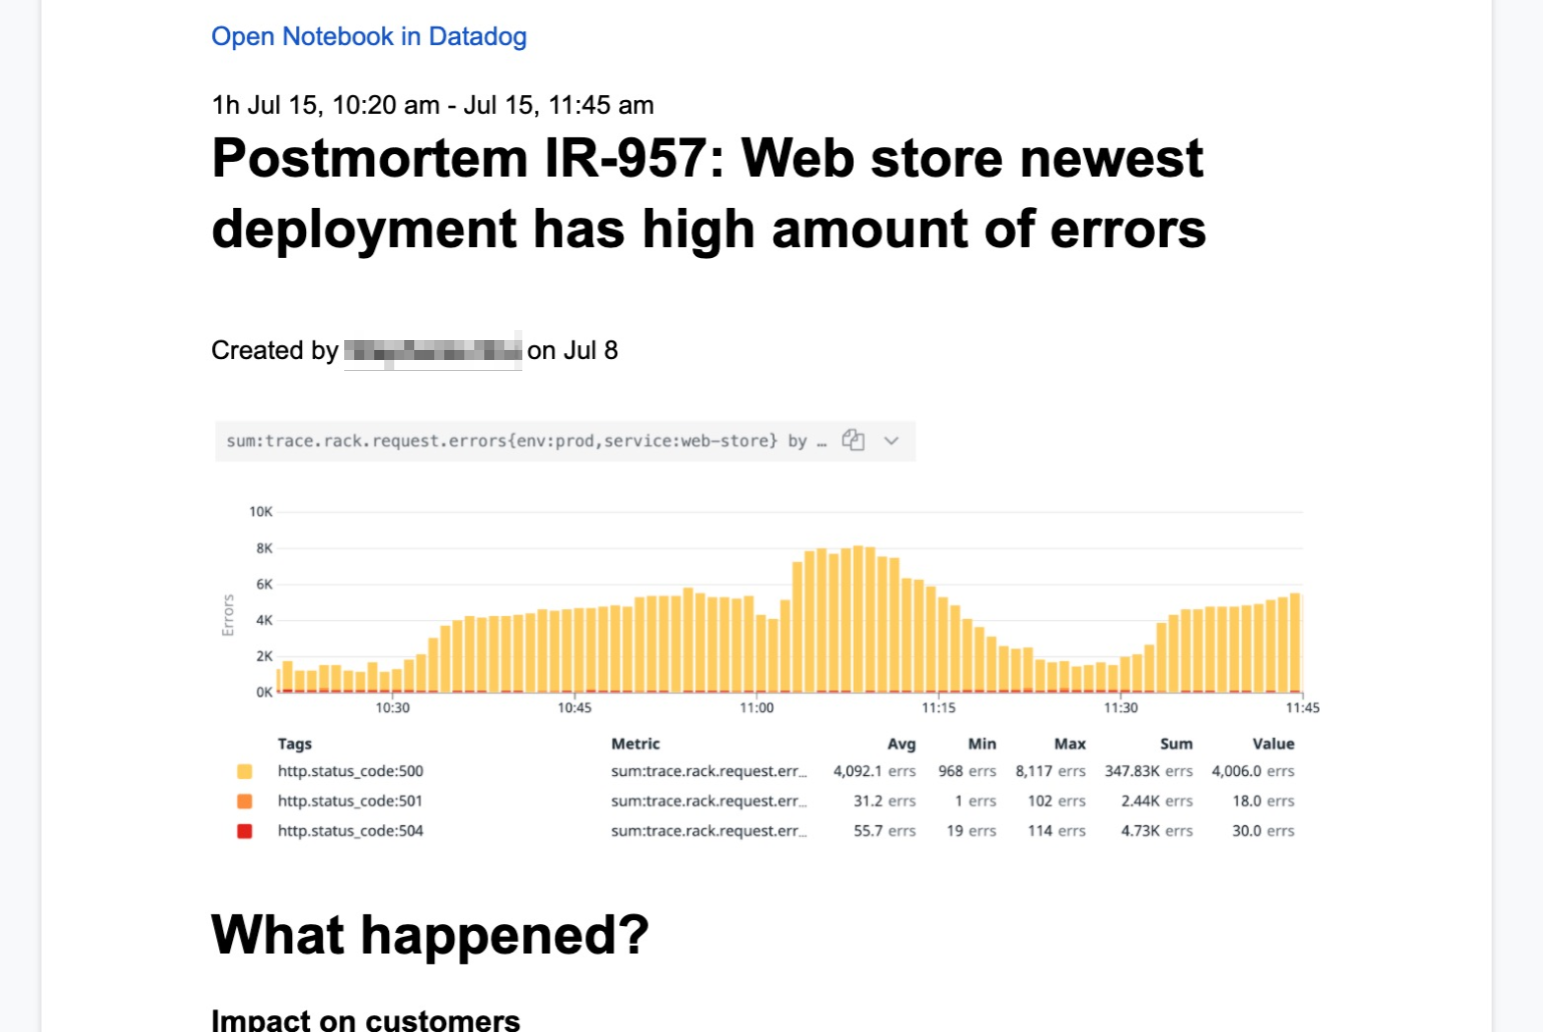 Open Notebook in Datadog
1h Jul 15, 10:20 am - Jul 15, 11:45 am
Postmortem IR-957: Web store newest
deployment has high amount of errors
Created by on Jul 8
sum:trace.rack.request.errors{env:prod,service:web-store} by …
10K
8K
6K
4K
2K
0K
Errors
10:30 10:45 11:00 11:15 11:30 11:45
Tags Metric Avg Min Max Sum Value
http.status_code:500 sum:trace.rack.request.err… 4,092.1 errs 968 errs 8,117 errs 347.83K errs 4,006.0 errs
http.status_code:501 sum:trace.rack.request.err… 31.2 errs 1 errs 102 errs 2.44K errs 18.0 errs
http.status_code:504 sum:trace.rack.request.err… 55.7 errs 19 errs 114 errs 4.73K errs 30.0 errs
What happened?
Impact on customers